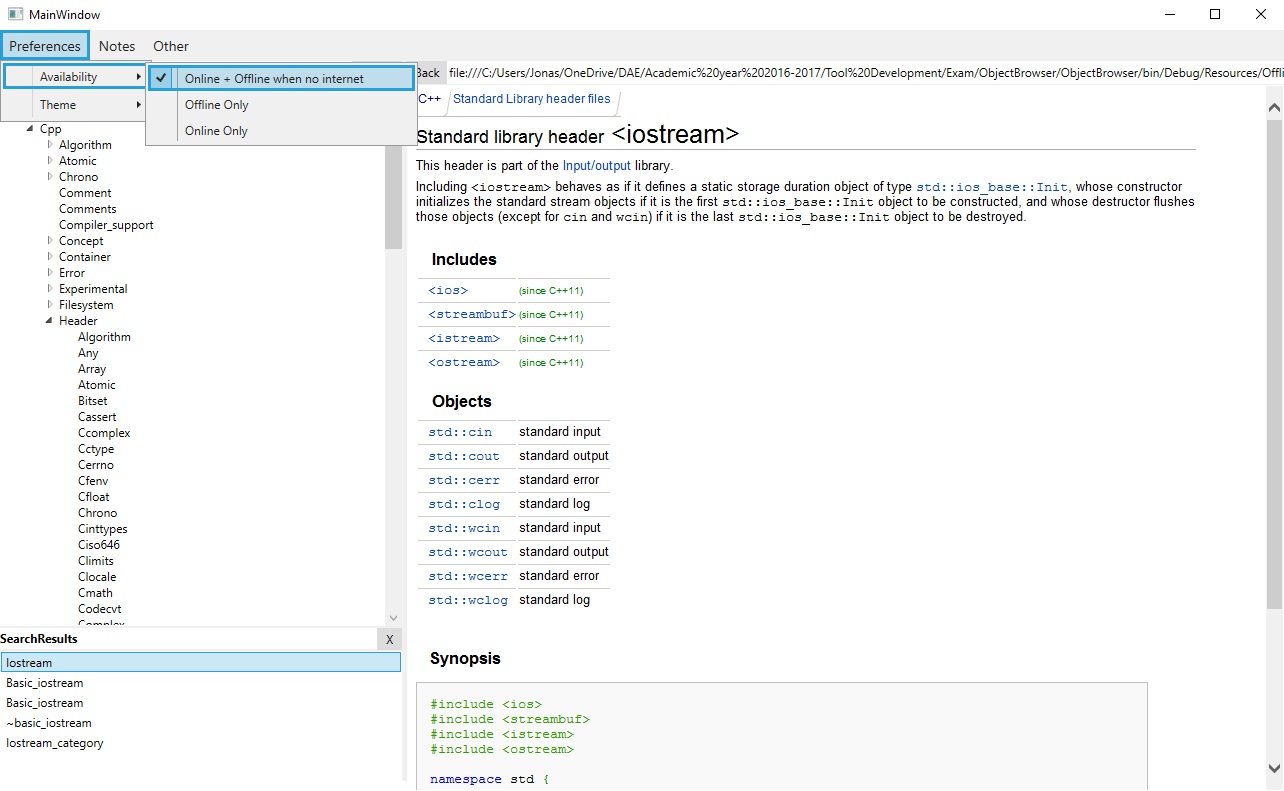 MainWindow
Preferences Notes Other
Availability
Theme
Online + Offline when no internet
Offline Only
Online Only
Back file:///C:/Users/Jonas/OneDrive/DAE/Academic%20year%202016-2017/Tool%20Development/Exam/ObjectBrowser/ObjectBrowser/bin/Debug/Resources/Offli
Cpp
Algorithm
Atomic
Chrono
Comment
Comments
Compiler_support
Concept
Container
Error
Experimental
Filesystem
Header
Algorithm
Any
Array
Atomic
Bitset
Cassert
Ccomplex
Cctype
Cerrno
Cfenv
Cfloat
Chrono
Cinttypes
Ciso646
Climits
Clocale
Cmath
Codecvt
Complex
SearchResults X
Iostream
Basic_iostream
Basic_iostream
~basic_iostream
Iostream_category
C++ Standard Library header files
Standard library header <iostream>
This header is part of the Input/output library.
Including <iostream> behaves as if it defines a static storage duration object of type std::ios_base::Init, whose constructor
initializes the standard stream objects if it is the first std::ios_base::Init object to be constructed, and whose destructor flushes
those objects (except for cin and wcin) if it is the last std::ios_base::Init object to be destroyed.
Includes
<ios> (since C++11)
<streambuf> (since C++11)
<istream> (since C++11)
<ostream> (since C++11)
Objects
std::cin standard input
std::cout standard output
std::cerr standard error
std::clog standard log
std::wcin standard input
std::wcout standard output
std::wcerr standard error
std::wclog standard log
Synopsis
#include <ios>
#include <streambuf>
#include <istream>
#include <ostream>
namespace std {